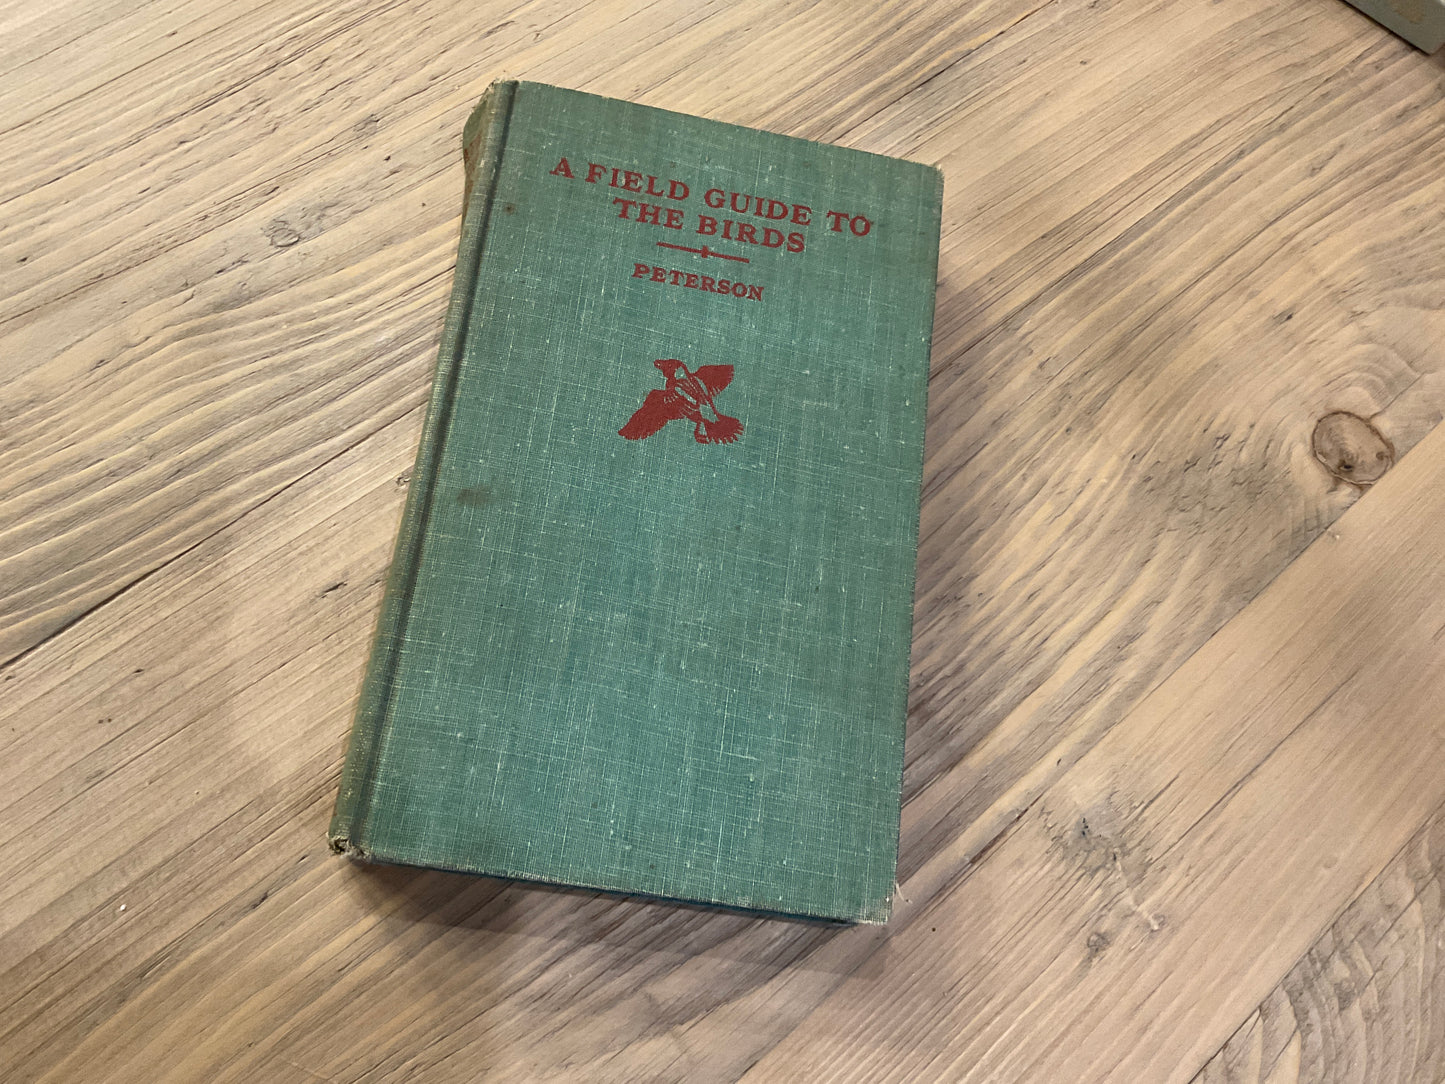 A FIELD GUIDE TO
THE BIRDS
PETERSON